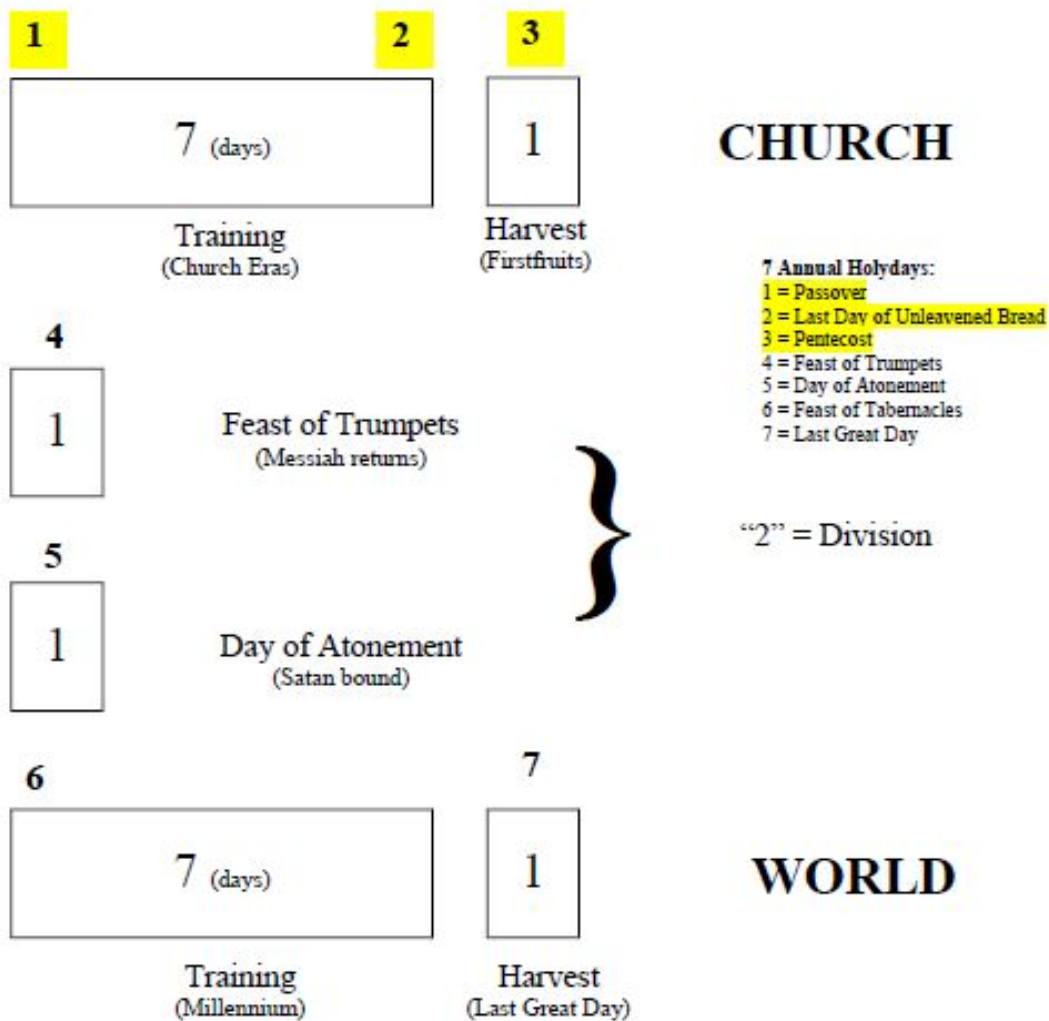 1
2
3
7 (days)
1
CHURCH
Training
(Church Eras)
Harvest
(Firstfruits)
7 Annual Holydays:
1 = Passover
2 = Last Day of Unleavened Bread
3 = Pentecost
4 = Feast of Trumpets
5 = Day of Atonement
6 = Feast of Tabernacles
7 = Last Great Day
4
1
Feast of Trumpets
(Messiah returns)
“2” = Division
5
1
Day of Atonement
(Satan bound)
6
7
7 (days)
1
WORLD
Training
(Millennium)
Harvest
(Last Great Day)